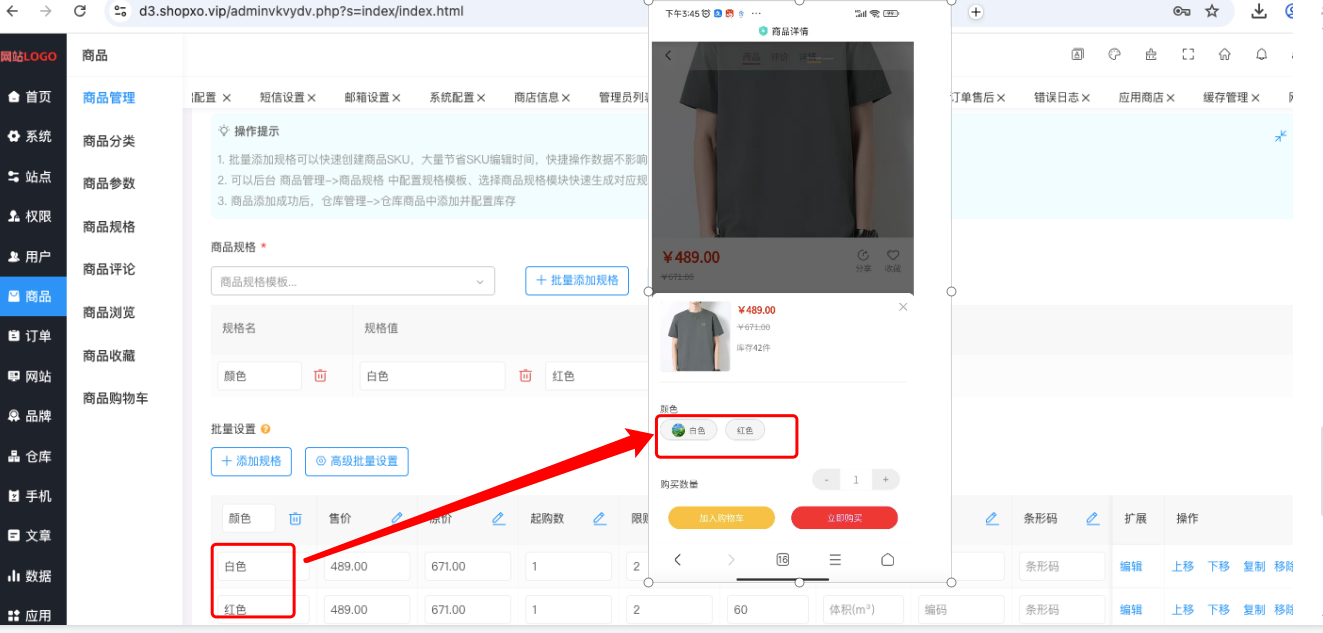 d3.shopxo.vip/adminvkvydv.php?s=index/index.html
网站LOGO
首页
系统
站点
权限
用户
商品
订单
网站
品牌
仓库
手机
文章
数据
应用
商品
商品管理
商品分类
商品参数
商品规格
商品评论
商品浏览
商品收藏
商品购物车
配置 × 短信设置 × 邮箱设置 × 系统配置 × 商店信息 × 管理员列
订单售后 × 错误日志 × 应用商店 × 缓存管理 ×
操作提示
1. 批量添加规格可以快速创建商品SKU，大量节省SKU编辑时间，快捷操作数据不影响
2. 可以后台 商品管理->商品规格 中配置规格模板、选择商品规格模块快速生成对应规
3. 商品添加成功后，仓库管理->仓库商品中添加并配置库存
商品规格 *
商品规格模板...
+ 批量添加规格
规格名 规格值
颜色 白色 红色
批量设置
+ 添加规格 高级批量设置
颜色 售价 原价 起购数 限购
条形码 扩展 操作
白色 489.00 671.00 1 2
条形码 编辑 上移 下移 复制 移除
红色 489.00 671.00 1 2 60 体积(m³) 编码 条形码 编辑 上移 下移 复制 移除
下午3:45
商品详情
商品 评价 详情
￥489.00
￥671.00
分享 收藏
￥489.00
￥671.00
库存42件
颜色
白色 红色
购买数量
- 1 +
加入购物车 立即购买
16